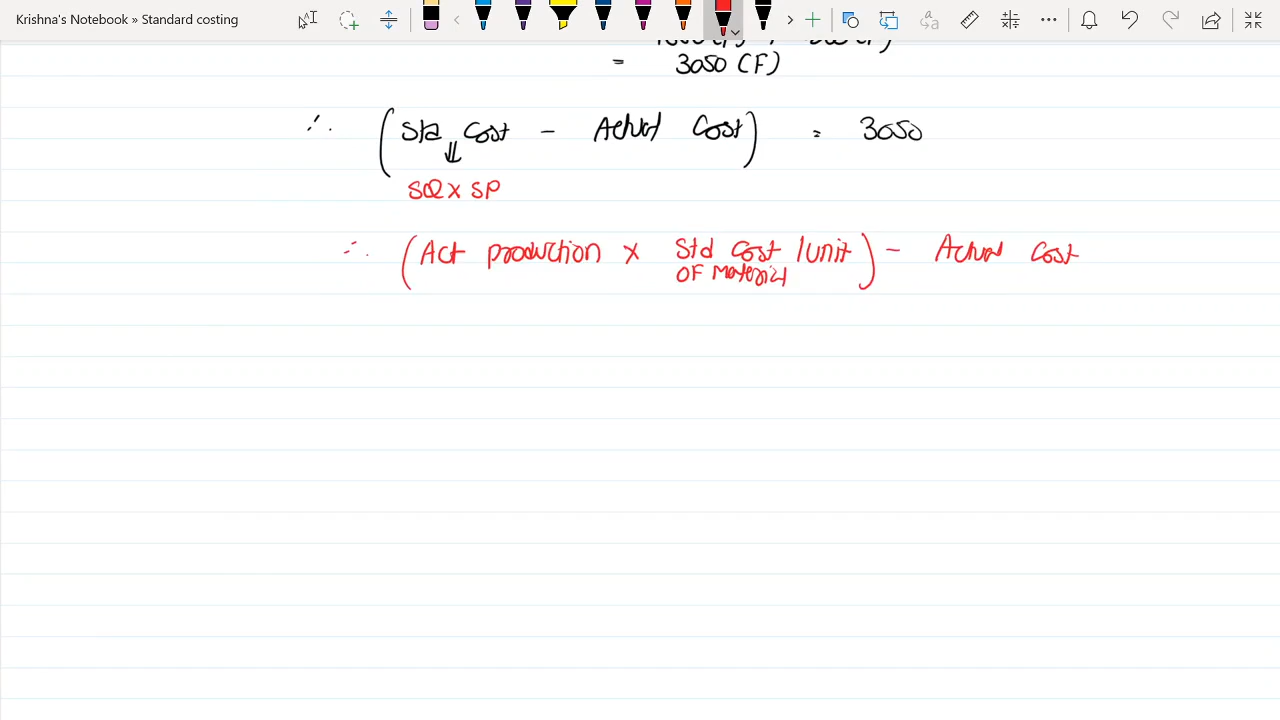 Krishna's Notebook » Standard costing
= 3050 (F)
∴ (Std Cost - Actual Cost) = 3050
⇓
SQ x SP
∴ (Act production x Std Cost /unit) - Actual Cost
OF Material